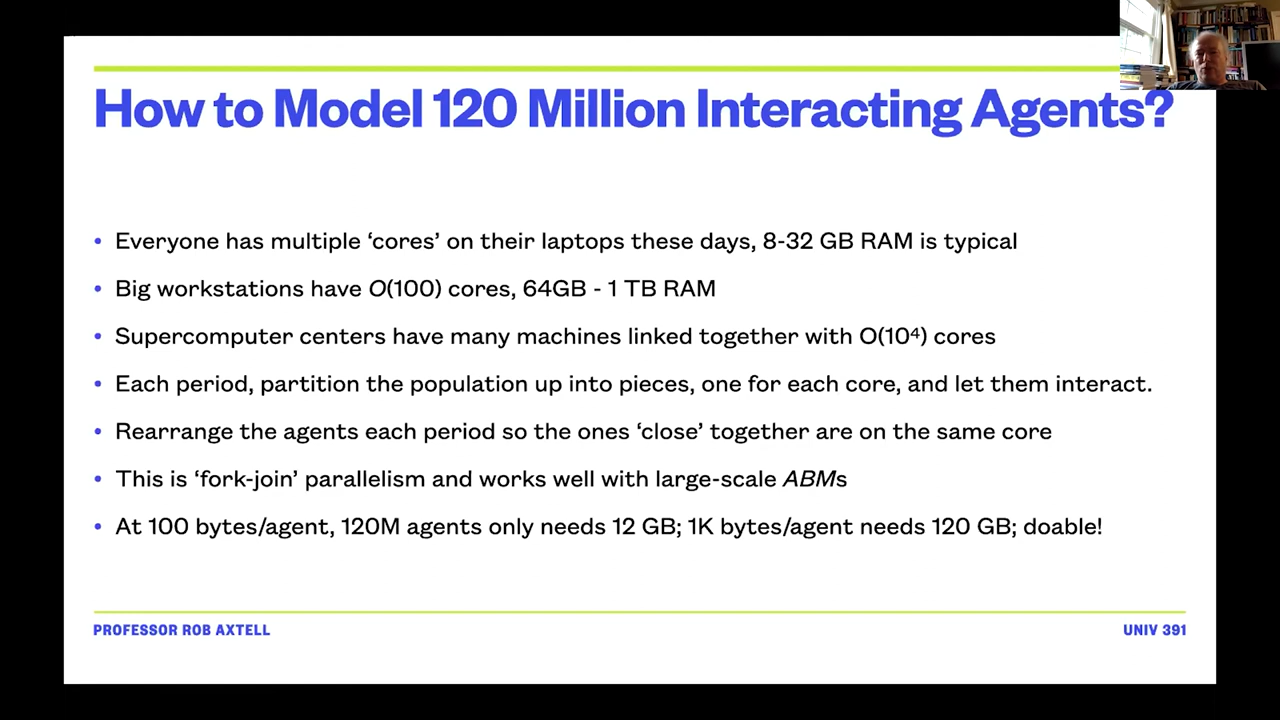 How to Model 120 Million Interacting Agents?
• Everyone has multiple ‘cores’ on their laptops these days, 8-32 GB RAM is typical
• Big workstations have O(100) cores, 64GB - 1 TB RAM
• Supercomputer centers have many machines linked together with O(10⁴) cores
• Each period, partition the population up into pieces, one for each core, and let them interact.
• Rearrange the agents each period so the ones ‘close’ together are on the same core
• This is ‘fork-join’ parallelism and works well with large-scale ABMs
• At 100 bytes/agent, 120M agents only needs 12 GB; 1K bytes/agent needs 120 GB; doable!
PROFESSOR ROB AXTELL
UNIV 391